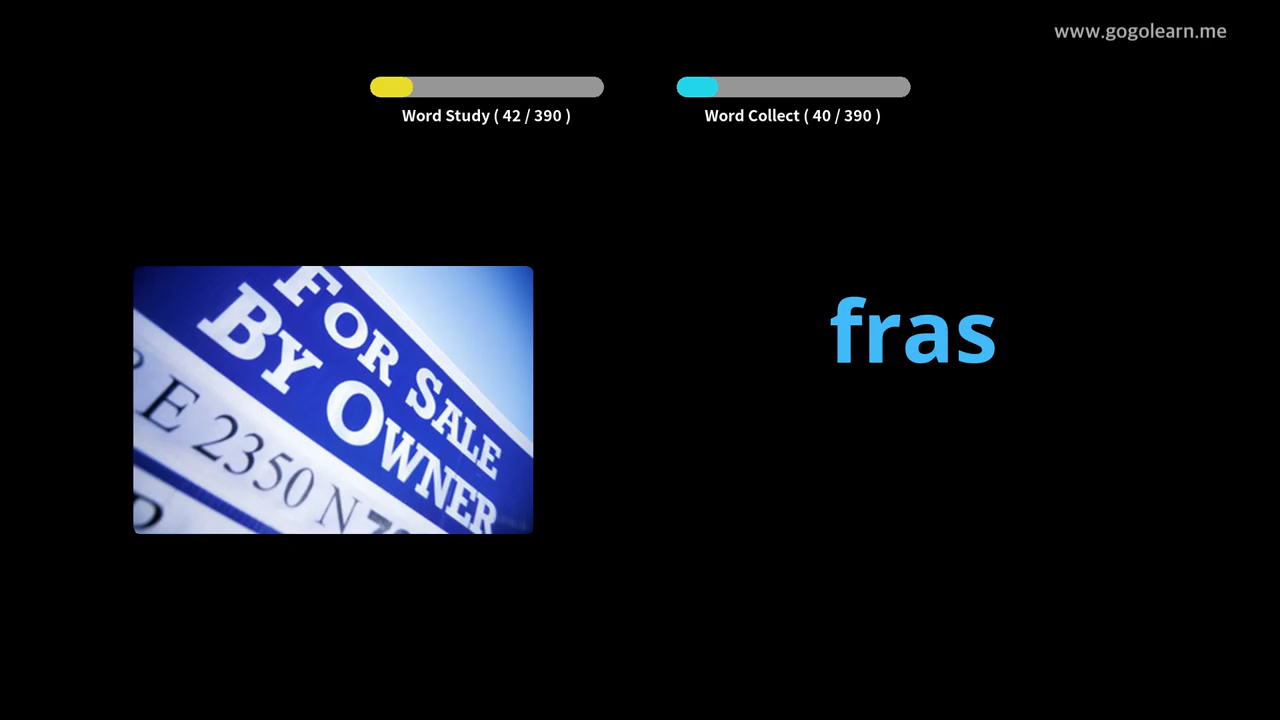 www.gogolearn.me
Word Study ( 42 / 390 )
Word Collect ( 40 / 390 )
FOR SALE
BY OWNER
E 2350 N
fras